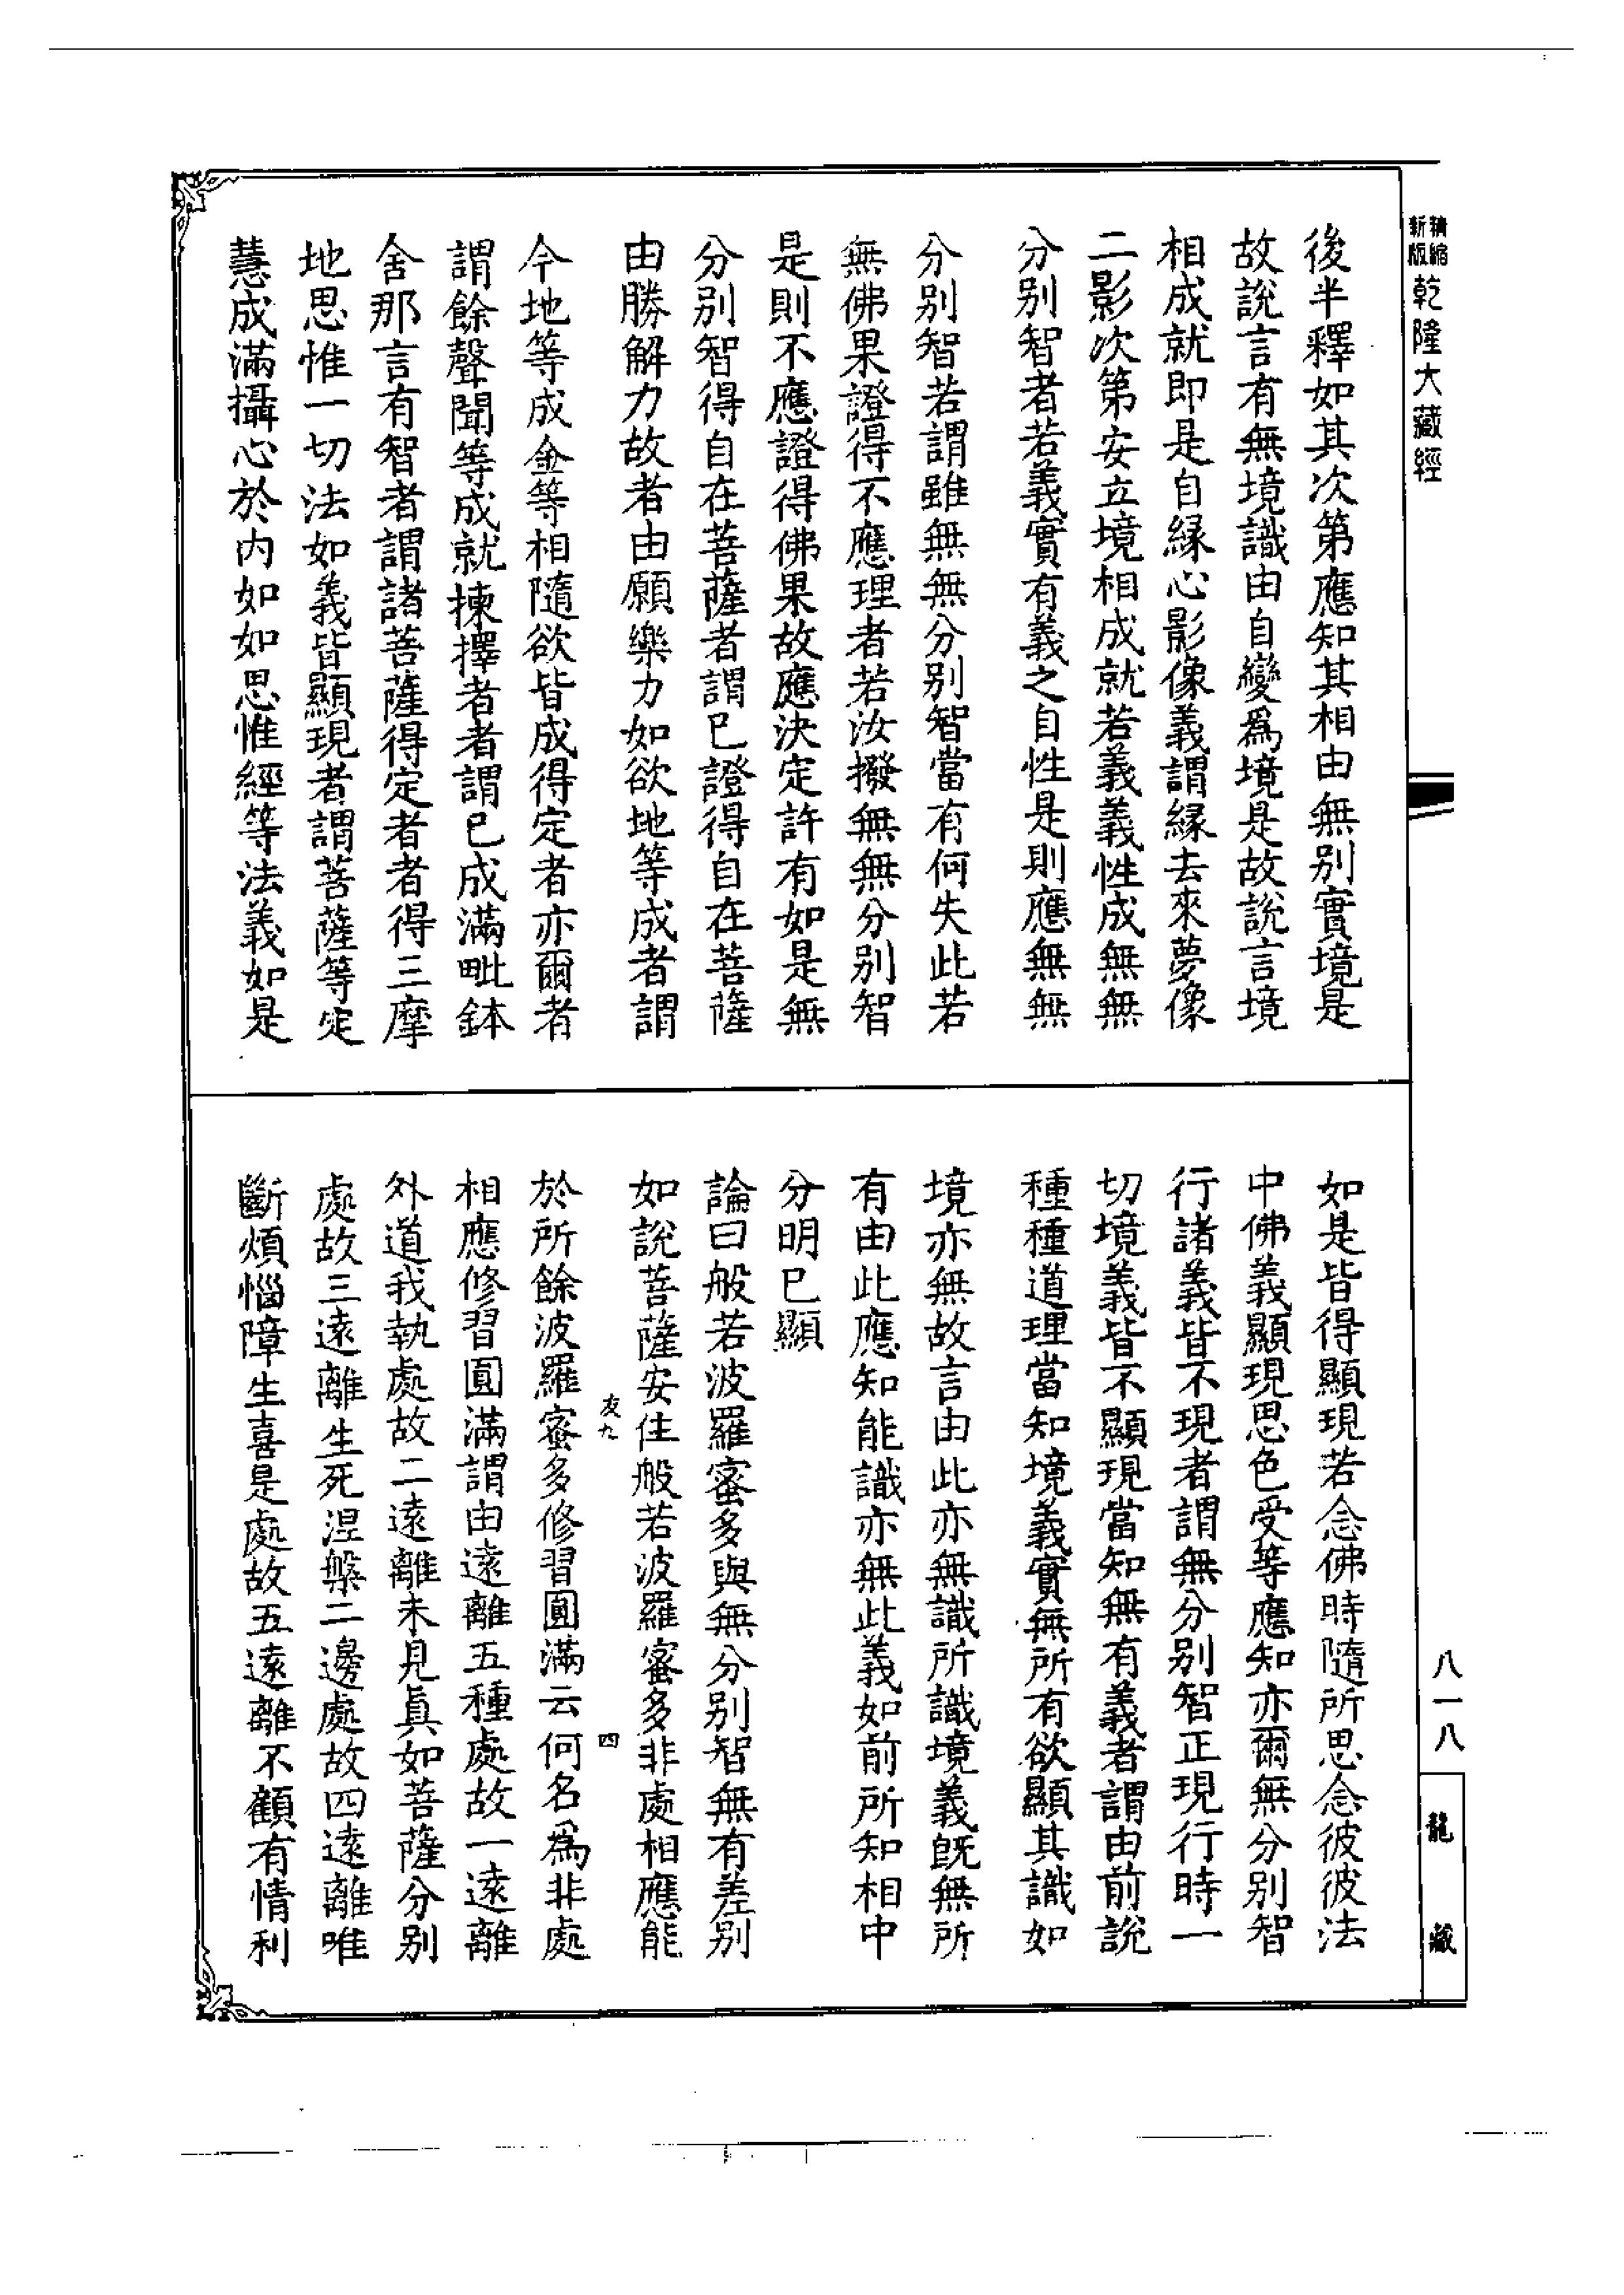 精縮
新版
乾隆大藏經
後半釋如其次第應知其相由無別實境是
故說言有無境識由自變爲境是故說言境
相成就即是自緣心影像義謂緣去來夢像
二影次第安立境相成就若義義性成無無
分別智者若義實有義之自性是則應無無
分別智若謂雖無無分別智當有何失此若
無佛果證得不應理者若汝撥無無分別智
是則不應證得佛果故應決定許有如是無
分別智得自在菩薩者謂已證得自在菩薩
由勝解力故者由願樂力如欲地等成者謂
今地等成金等相隨欲皆成得定者亦爾者
謂餘聲聞等成就揀擇者者謂已成滿毗鉢
舍那言有智者謂諸菩薩得定者者得三摩
地思惟一切法如義皆顯現者謂菩薩等定
慧成滿攝心於內如如思惟經等法義如是
如是皆得顯現若念佛時隨所思念彼彼法
中佛義顯現思色受等應知亦爾無分別智
行諸義皆不現者謂無分別智正現行時一
切境義皆不顯現當知無有義者謂由前說
種種道理當知境義實無所有欲顯其識如
境亦無故言由此亦無識所識境義既無所
有由此應知能識亦無此義如前所知相中
分明已顯
論曰般若波羅蜜多與無分別智無有差別
如說菩薩安住般若波羅蜜多非處相應能
友九
四
於所餘波羅蜜多修習圓滿云何名爲非處
相應修習圓滿謂由遠離五種處故一遠離
外道我執處故二遠離未見眞如菩薩分別
處故三遠離生死涅槃二邊處故四遠離唯
斷煩惱障生喜是處故五遠離不顧有情利
八一八
龍藏